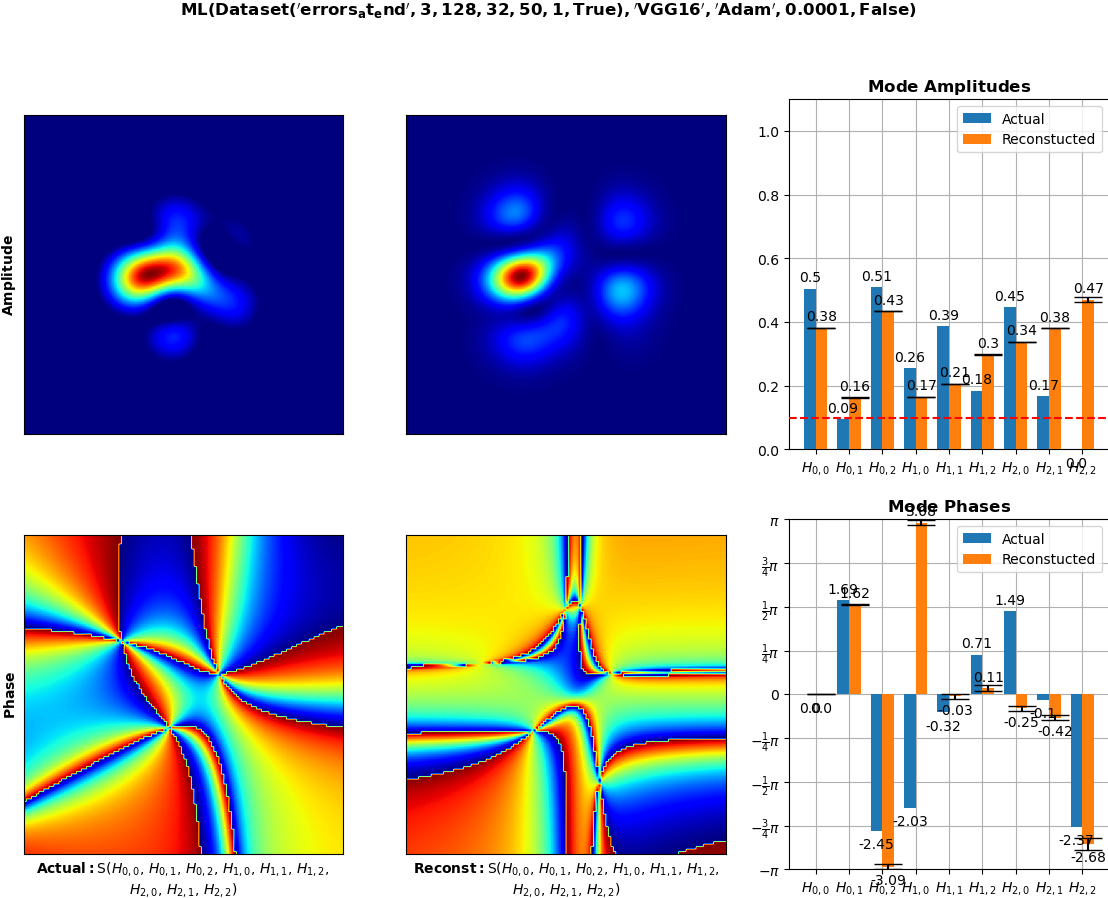 ML(Dataset('errors_at_end', 3, 128, 32, 50, 1, True), 'VGG16', 'Adam', 0.0001, False)
Mode Amplitudes
Actual
Reconstucted
1.0
0.8
0.6
0.4
0.2
0.0
0.5 0.38 0.09 0.16 0.51 0.43 0.26 0.17 0.39 0.21 0.18 0.3 0.45 0.34 0.17 0.38 0.0 0.47
H0,0 H0,1 H0,2 H1,0 H1,1 H1,2 H2,0 H2,1 H2,2
Amplitude
Mode Phases
Actual
Reconstucted
π
3/4π
1/2π
1/4π
0
−1/4π
−1/2π
−3/4π
−π
0.0 1.69 1.62 -2.45 -3.09 -2.03 3.08 -0.32 -0.03 0.71 0.11 1.49 -0.25 -0.1 -0.42 -2.37 -2.68
H0,0 H0,1 H0,2 H1,0 H1,1 H1,2 H2,0 H2,1 H2,2
Phase
Actual: S(H0,0, H0,1, H0,2, H1,0, H1,1, H1,2,
H2,0, H2,1, H2,2)
Reconst: S(H0,0, H0,1, H0,2, H1,0, H1,1, H1,2,
H2,0, H2,1, H2,2)